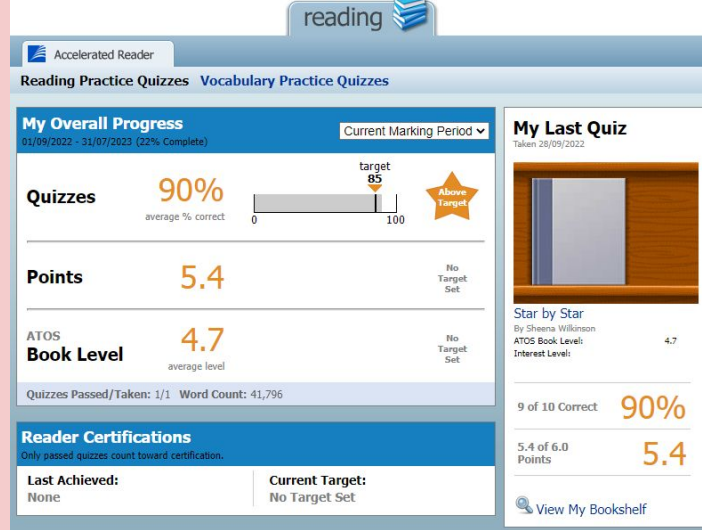 reading
Accelerated Reader
Reading Practice Quizzes Vocabulary Practice Quizzes
My Overall Progress
01/09/2022 - 31/07/2023 (22% Complete)
Current Marking Period
Quizzes
90%
average % correct
target
85
0
100
Above
Target
Points
5.4
No
Target
Set
ATOS
Book Level
4.7
average level
No
Target
Set
Quizzes Passed/Taken: 1/1 Word Count: 41,796
Reader Certifications
Only passed quizzes count toward certification.
Last Achieved:
None
Current Target:
No Target Set
My Last Quiz
Taken 28/09/2022
Star by Star
By Sheena Wilkinson
ATOS Book Level: 4.7
Interest Level:
9 of 10 Correct 90%
5.4 of 6.0
Points
5.4
View My Bookshelf